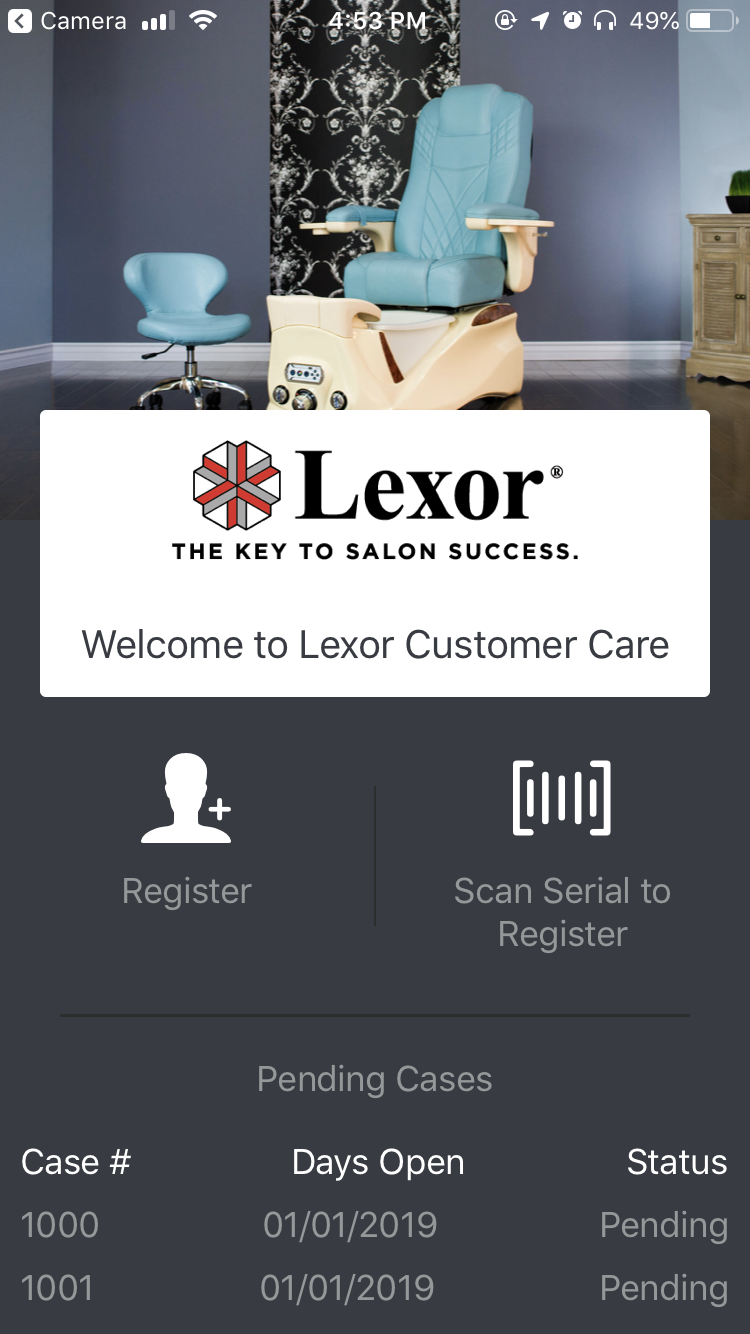 Camera 4:53 PM 49%
Lexor®
THE KEY TO SALON SUCCESS.
Welcome to Lexor Customer Care
Register
Scan Serial to
Register
Pending Cases
Case # Days Open Status
1000 01/01/2019 Pending
1001 01/01/2019 Pending